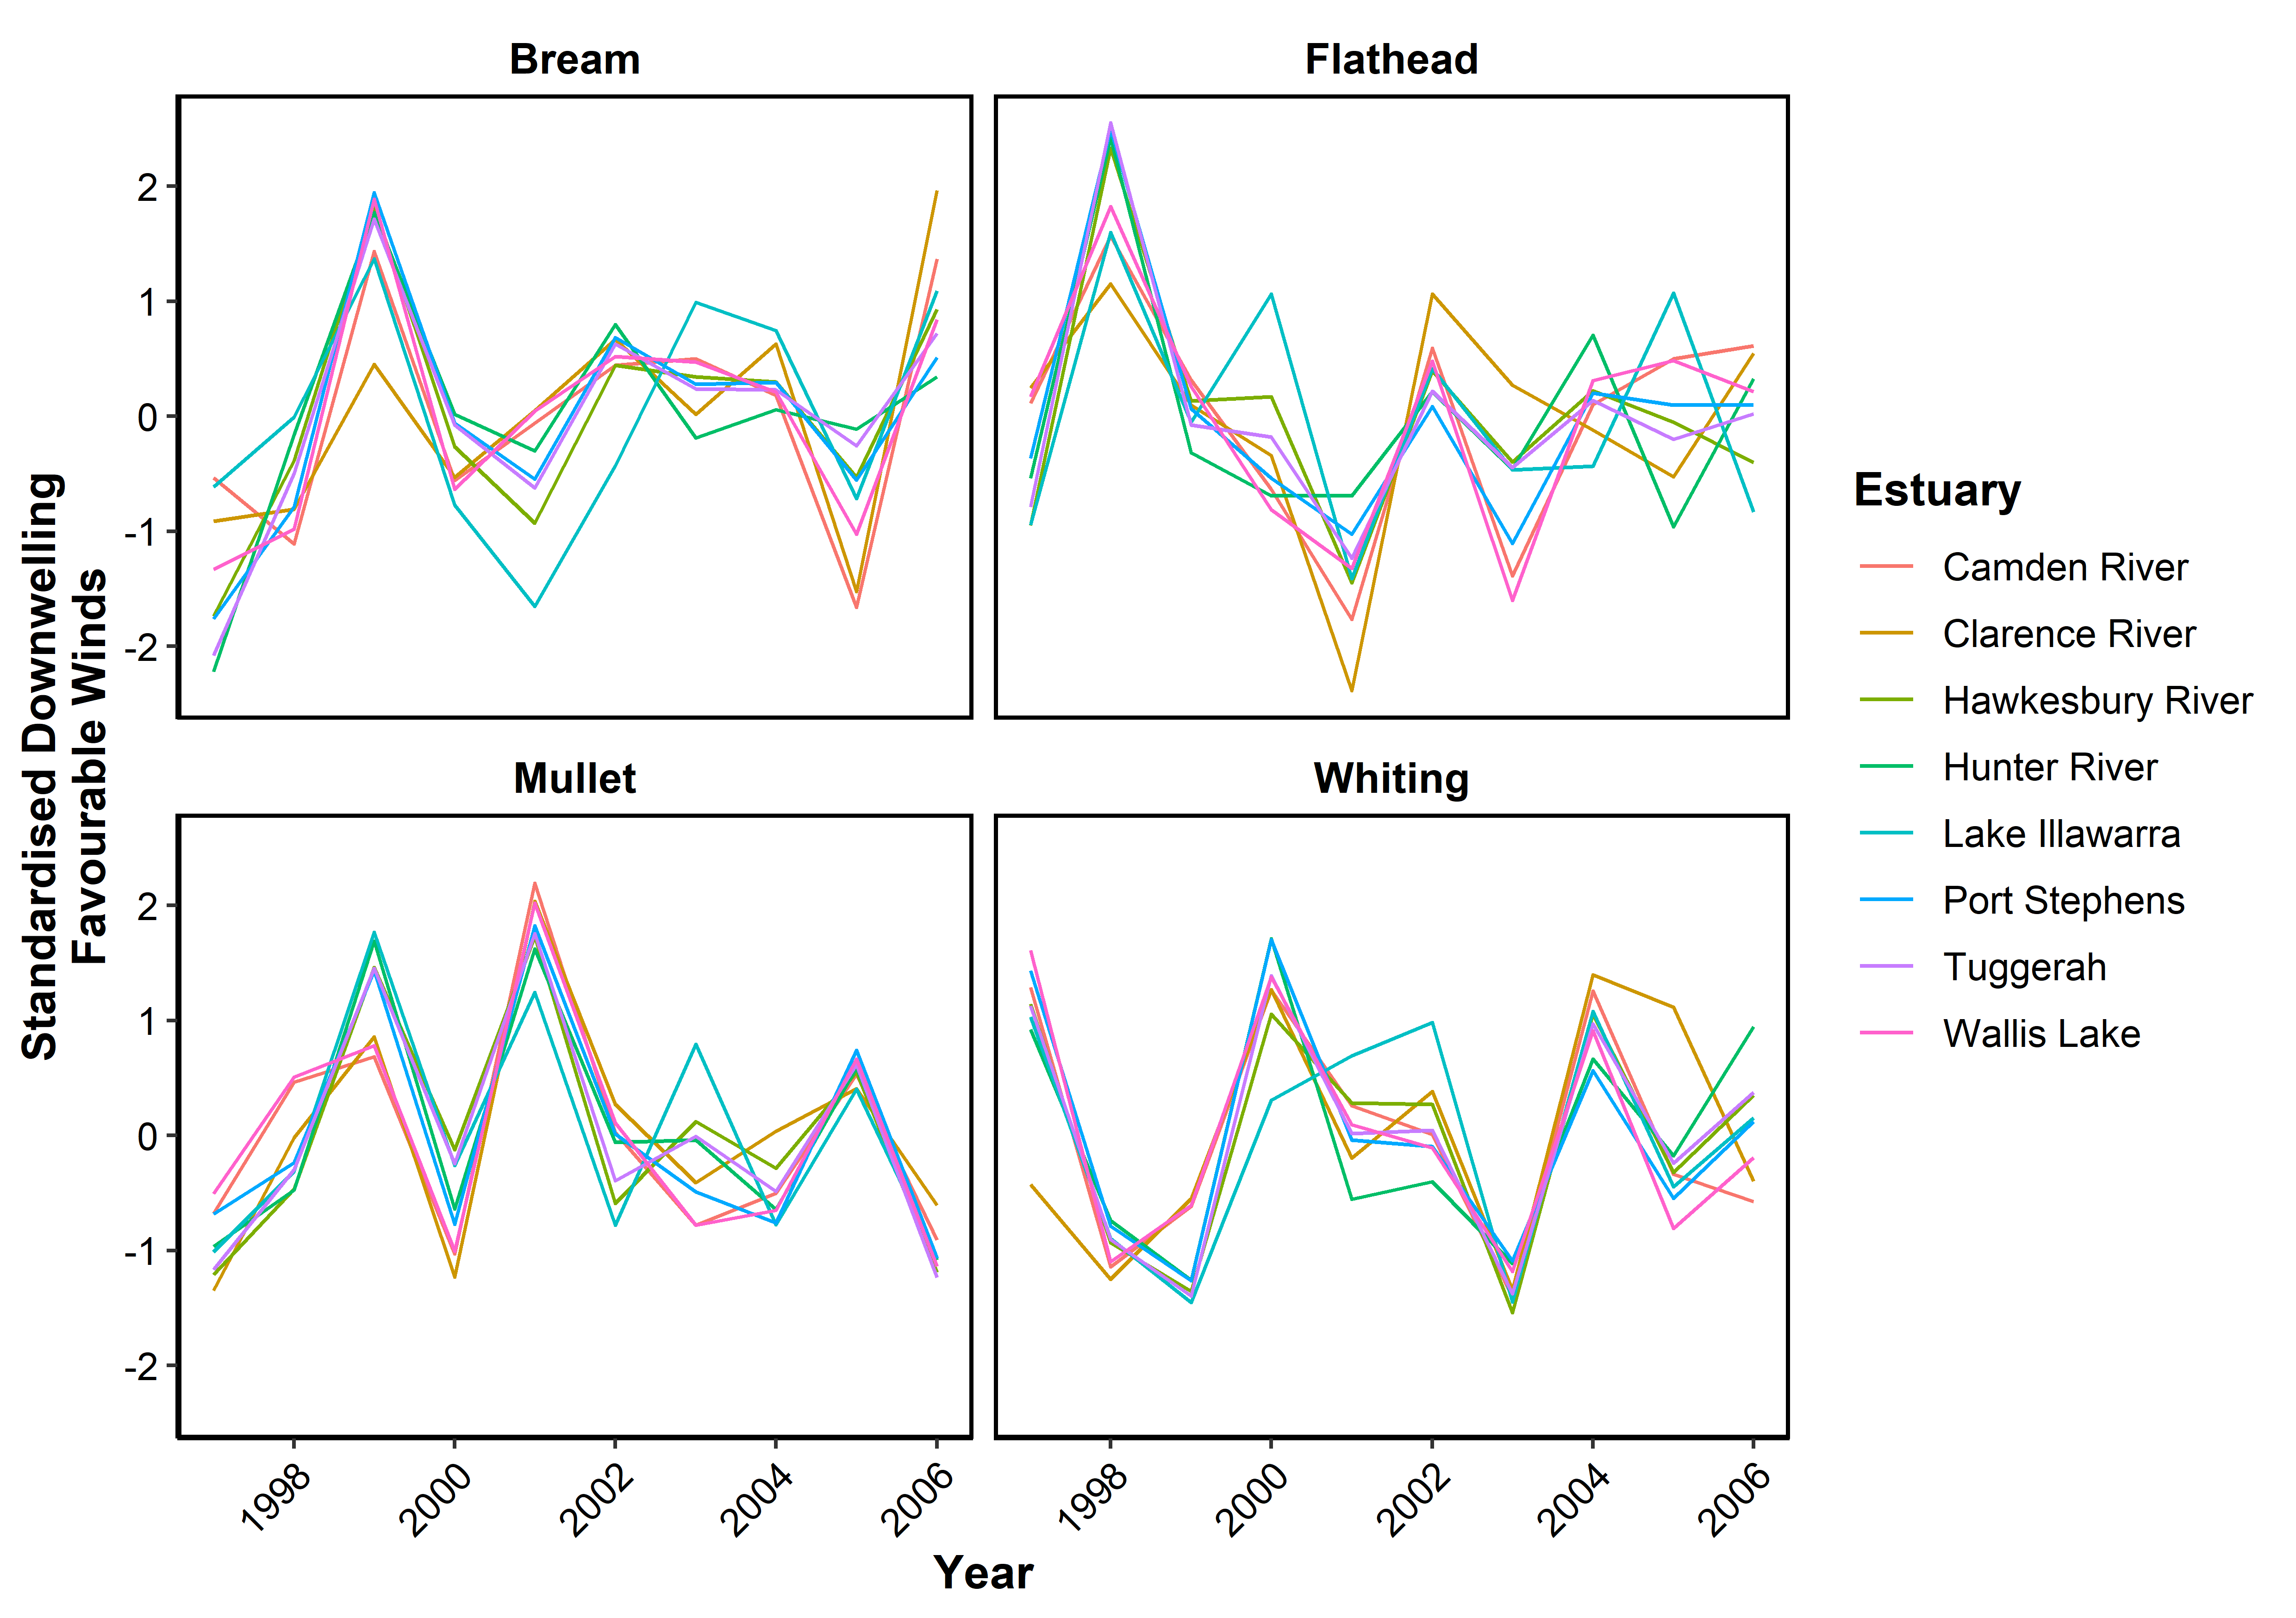 Bream
Flathead
2
1
0
-1
-2
Mullet
Whiting
2
1
0
-1
-2
1998
2000
2002
2004
2006
1998
2000
2002
2004
2006
Year
Standardised Downwelling
Favourable Winds
Estuary
Camden River
Clarence River
Hawkesbury River
Hunter River
Lake Illawarra
Port Stephens
Tuggerah
Wallis Lake